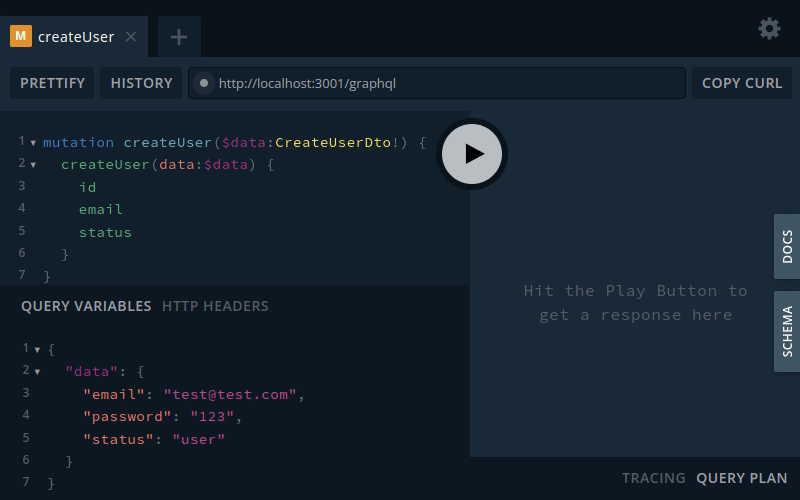 M createUser
PRETTIFY HISTORY http://localhost:3001/graphql COPY CURL
1 mutation createUser($data:CreateUserDto!) {
2 createUser(data:$data) {
3 id
4 email
5 status
6 }
7 }
Hit the Play Button to
get a response here
DOCS
SCHEMA
QUERY VARIABLES HTTP HEADERS
1 {
2 "data": {
3 "email": "test@test.com",
4 "password": "123",
5 "status": "user"
6 }
7 }
TRACING QUERY PLAN